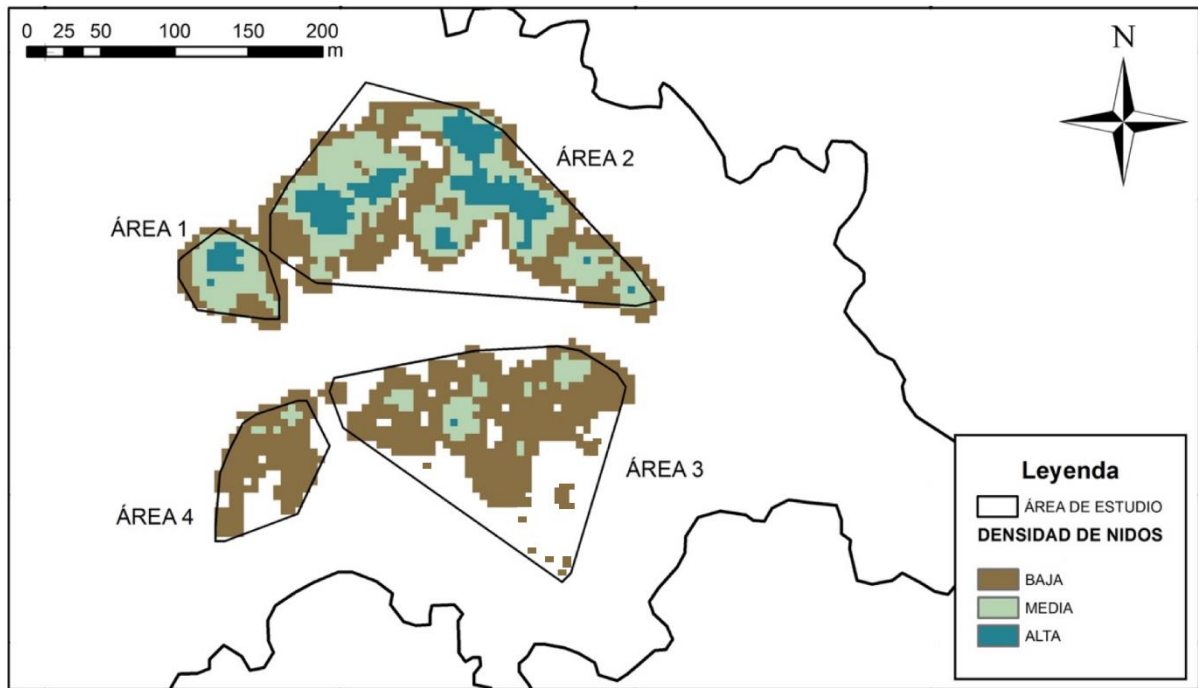 0 25 50 100 150 200
m
N
ÁREA 2
ÁREA 1
ÁREA 3
ÁREA 4
Leyenda
ÁREA DE ESTUDIO
DENSIDAD DE NIDOS
BAJA
MEDIA
ALTA